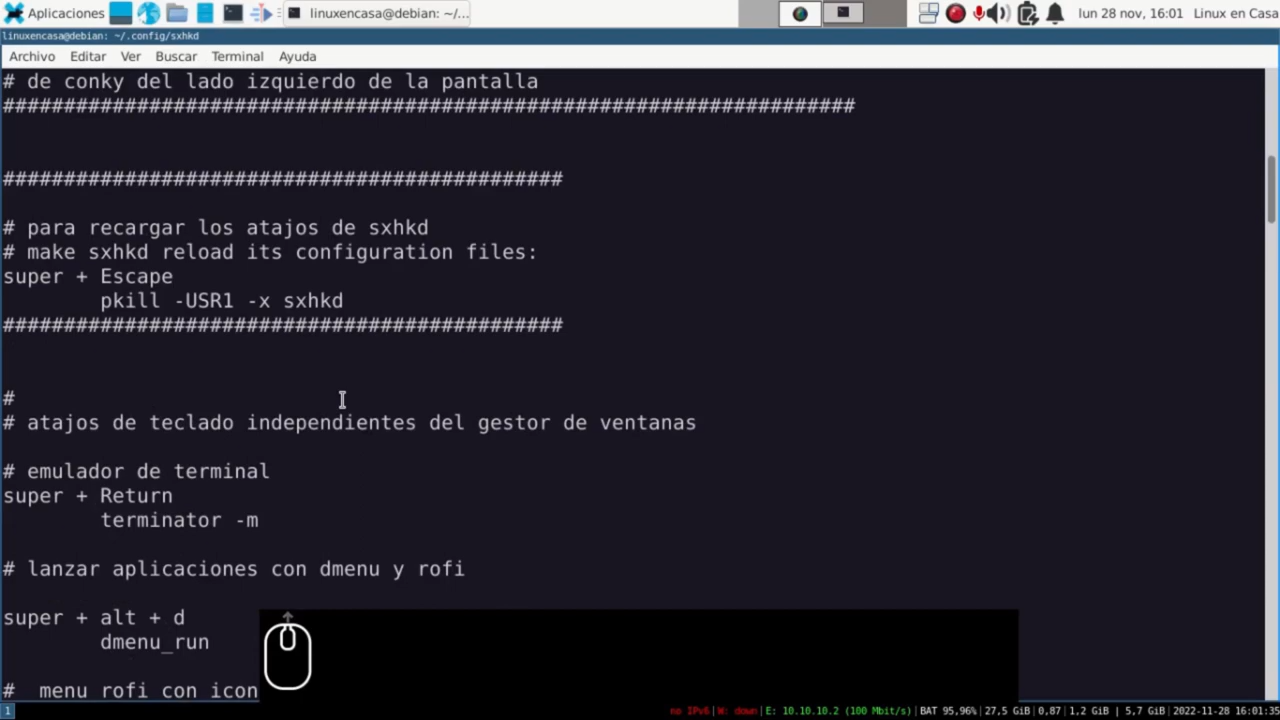 Aplicaciones
linuxencasa@debian: ~/...
lun 28 nov, 16:01
Linux en Casa
linuxencasa@debian: ~/.config/sxhkd
Archivo Editar Ver Buscar Terminal Ayuda
# de conky del lado izquierdo de la pantalla
######################################################################
##############################################
# para recargar los atajos de sxhkd
# make sxhkd reload its configuration files:
super + Escape
pkill -USR1 -x sxhkd
##############################################
#
# atajos de teclado independientes del gestor de ventanas
# emulador de terminal
super + Return
terminator -m
# lanzar aplicaciones con dmenu y rofi
super + alt + d
dmenu_run
#  menu rofi con icon
1
no IPv6|W: down|E: 10.10.10.2 (100 Mbit/s)|BAT 95,96%|27,5 GiB|0,87|1,2 GiB|5,7 GiB|2022-11-28 16:01:35